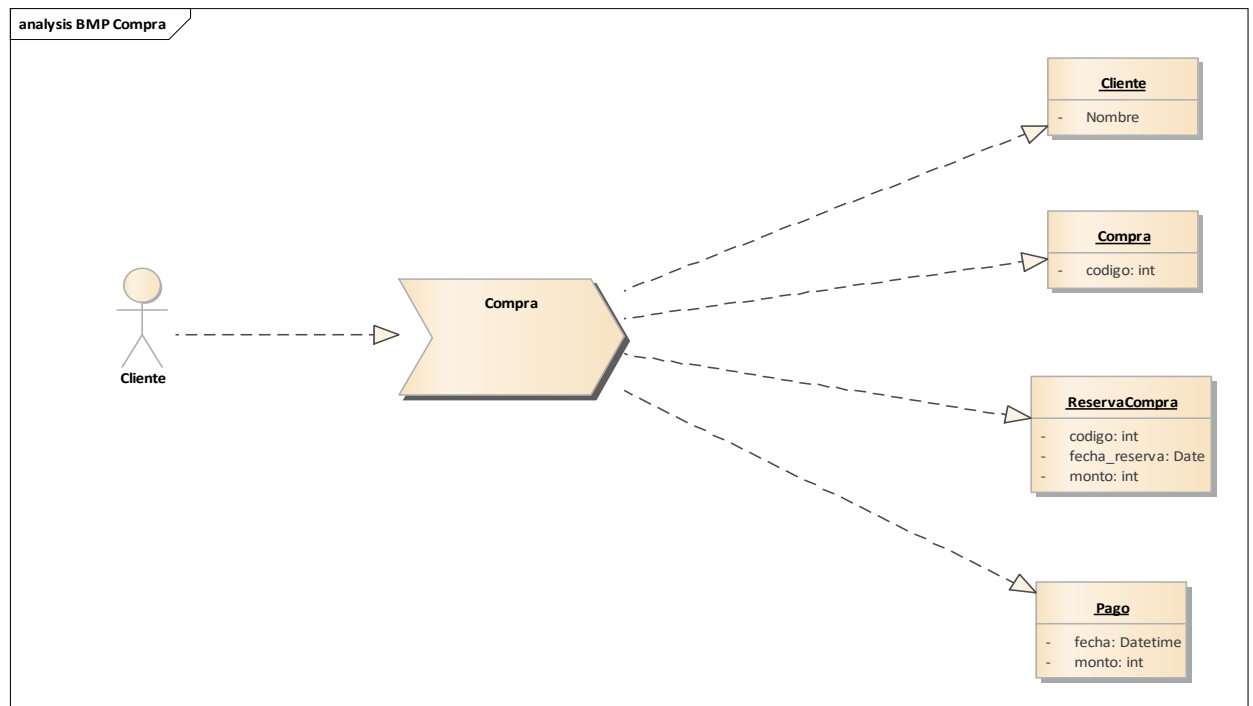 analysis BMP Compra
Cliente
- Nombre
Compra
- codigo: int
Compra
Cliente
ReservaCompra
- codigo: int
- fecha_reserva: Date
- monto: int
Pago
- fecha: Datetime
- monto: int